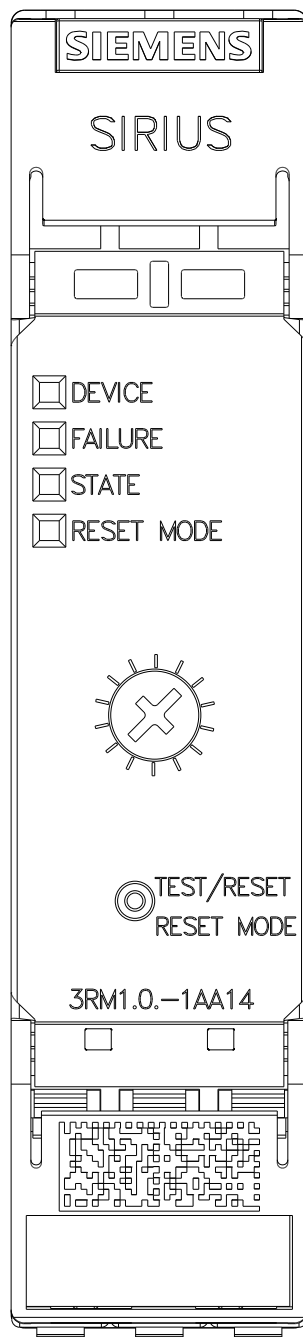 SIEMENS
SIRIUS
DEVICE
FAILURE
STATE
RESET MODE
TEST/RESET
RESET MODE
3RM1.0.-1AA14